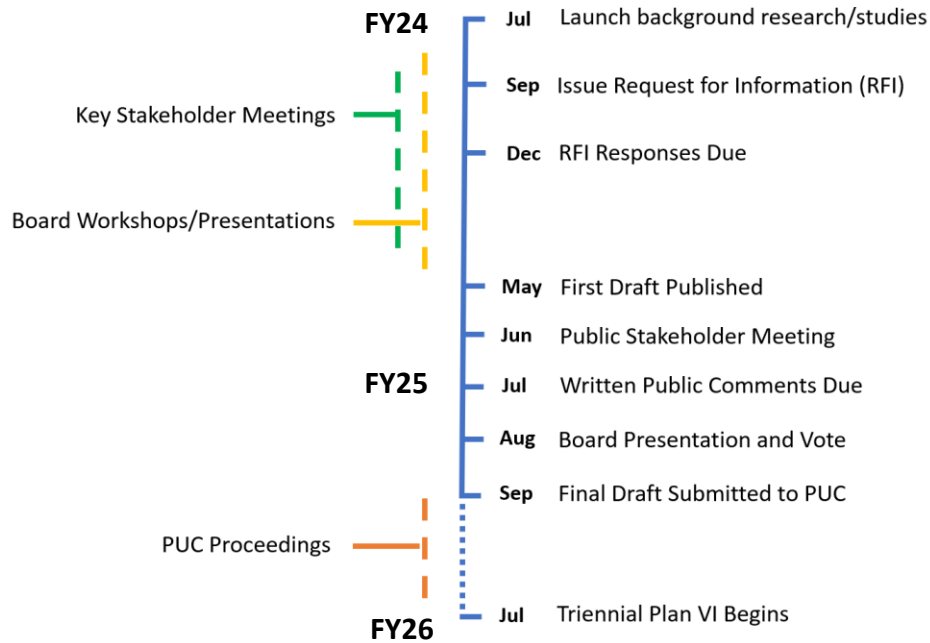 FY24
Jul Launch background research/studies
Sep Issue Request for Information (RFI)
Key Stakeholder Meetings
Dec RFI Responses Due
Board Workshops/Presentations
May First Draft Published
Jun Public Stakeholder Meeting
FY25
Jul Written Public Comments Due
Aug Board Presentation and Vote
Sep Final Draft Submitted to PUC
PUC Proceedings
Jul Triennial Plan VI Begins
FY26